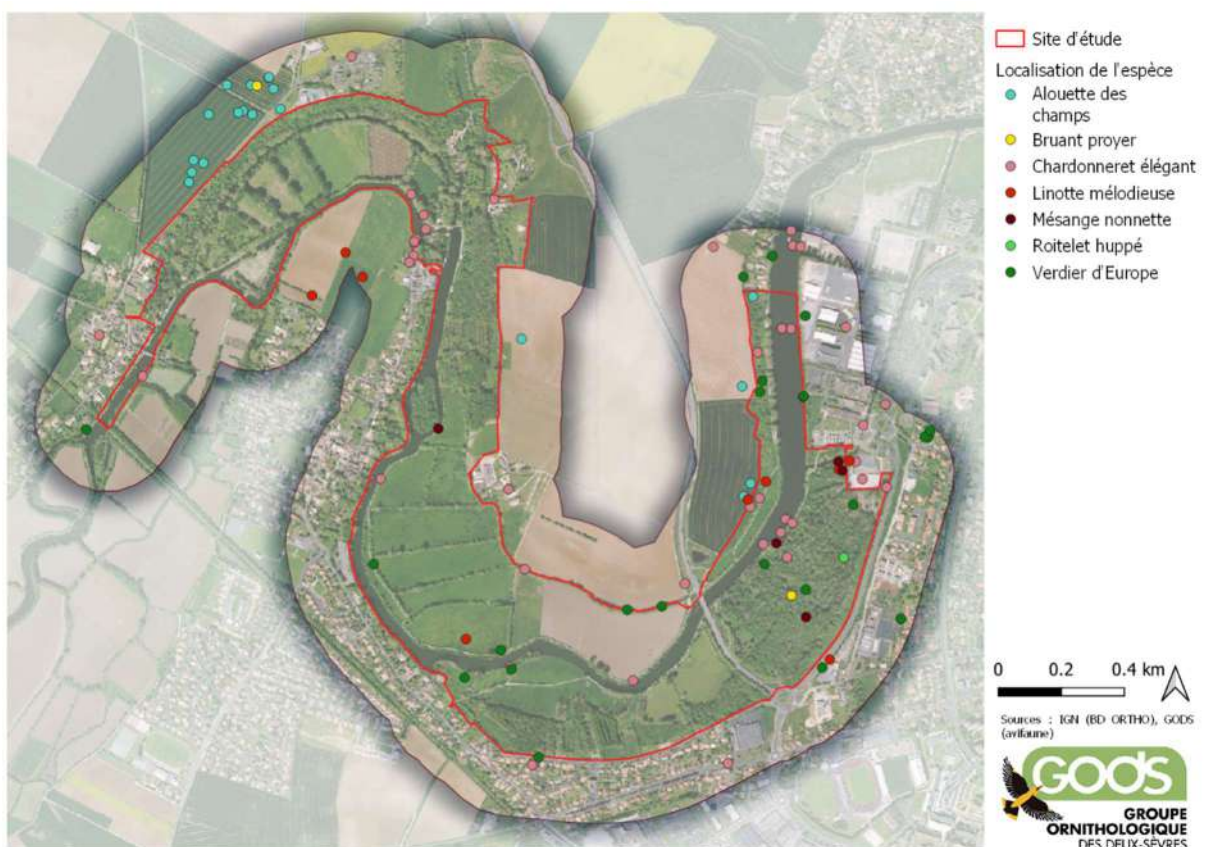 Site d'étude
Localisation de l'espèce
Alouette des
champs
Bruant proyer
Chardonneret élégant
Linotte mélodieuse
Mésange nonnette
Roitelet huppé
Verdier d'Europe
0 0.2 0.4 km
Sources : IGN (BD ORTHO), GODS
(avifaune)
GODS
GROUPE
ORNITHOLOGIQUE
DES DEUX-SÈVRES